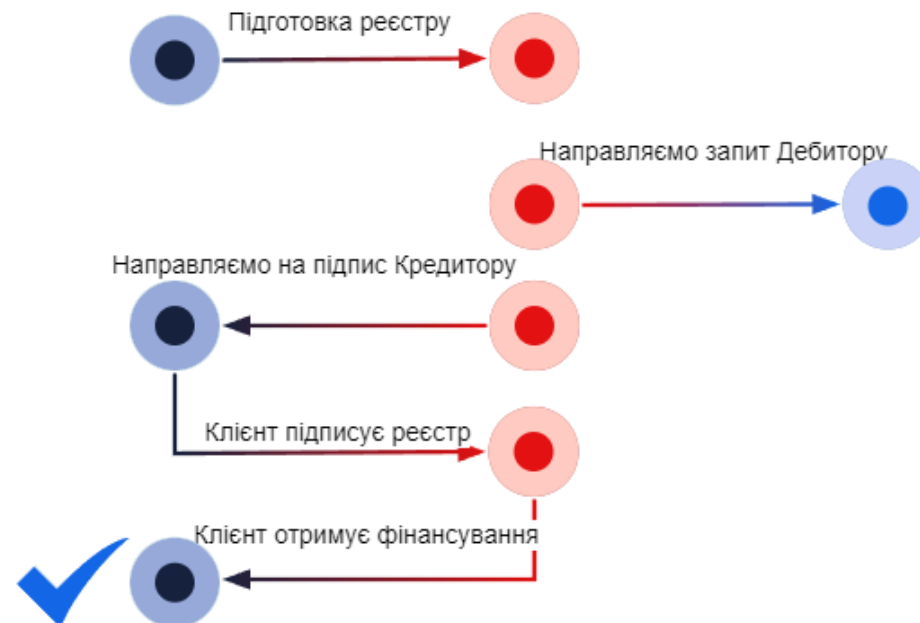 Підготовка реєстру
Направляємо запит Дебитору
Направляємо на підпис Кредитору
Клієнт підписує реєстр
Клієнт отримує фінансування